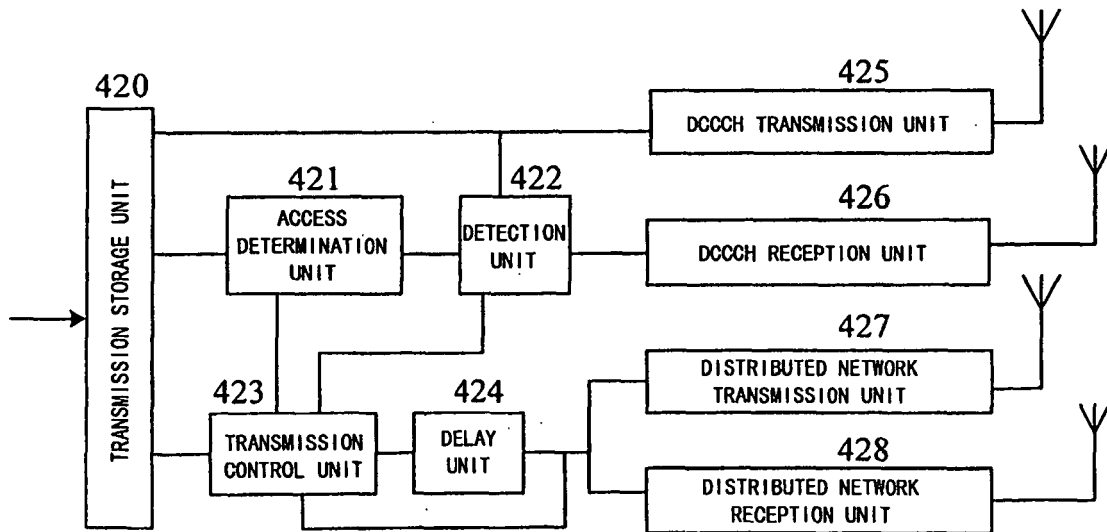 420
TRANSMISSION STORAGE UNIT
425
DCCCH TRANSMISSION UNIT
421
ACCESS
DETERMINATION
UNIT
422
DETECTION
UNIT
426
DCCCH RECEPTION UNIT
427
DISTRIBUTED NETWORK
TRANSMISSION UNIT
423
TRANSMISSION
CONTROL UNIT
424
DELAY
UNIT
428
DISTRIBUTED NETWORK
RECEPTION UNIT